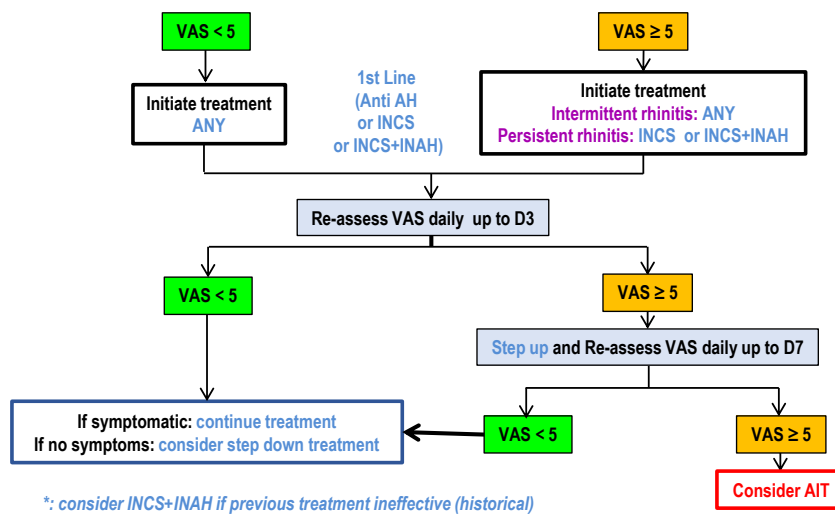 VAS < 5
VAS ≥ 5
Initiate treatment
ANY
1st Line
(Anti AH
or INCS
or INCS+INAH)
Initiate treatment
Intermittent rhinitis: ANY
Persistent rhinitis: INCS or INCS+INAH
Re-assess VAS daily up to D3
VAS < 5
VAS ≥ 5
Step up and Re-assess VAS daily up to D7
If symptomatic: continue treatment
If no symptoms: consider step down treatment
VAS < 5
VAS ≥ 5
Consider AIT
*: consider INCS+INAH if previous treatment ineffective (historical)